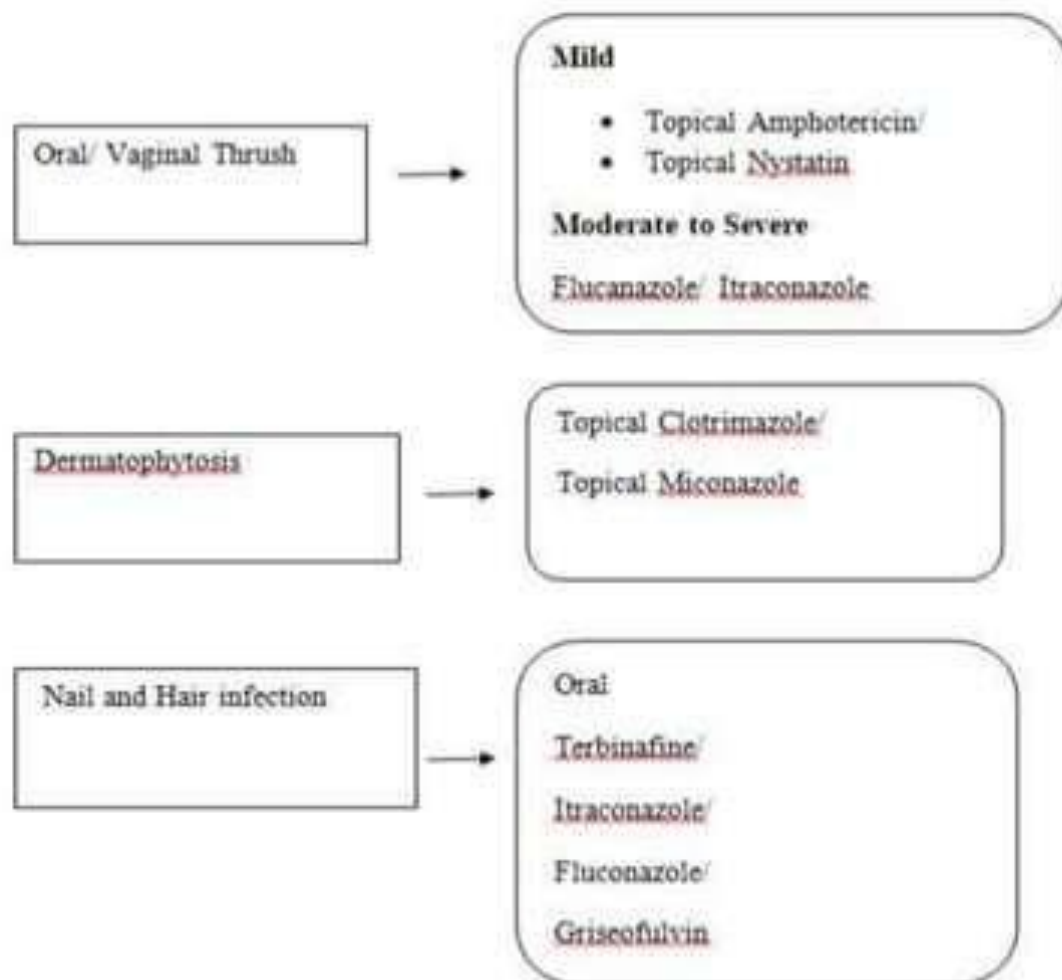 Oral/ Vaginal Thrush
Mild
• Topical Amphotericin/
• Topical Nystatin
Moderate to Severe
Flucanazole/ Itraconazole
Dermatophytosis
Topical Clotrimazole/
Topical Miconazole
Nail and Hair infection
Oral
Terbinafine/
Itraconazole/
Fluconazole/
Griseofulvin